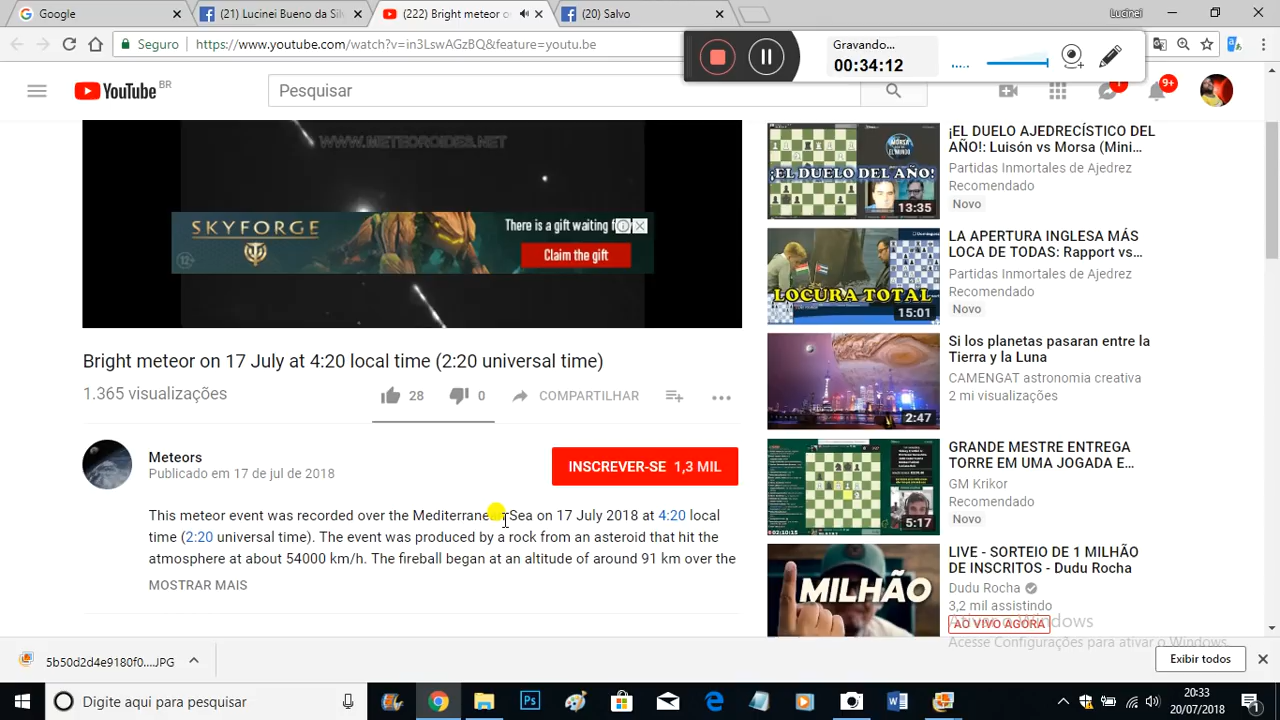 Google
(21) Lucinei Bueno da Sil
(222) Bright meteor o
(20) Salvo
Lucinei
Seguro
https://www.youtube.com/watch?v=in3LswAGzBQ&feature=youtu.be
Gravando...
00:34:12
YouTube BR
Pesquisar
1
9+
WWW.METEOROIDES.NET
SKYFORGE
There is a gift waiting f
Claim the gift
12
Bright meteor on 17 July at 4:20 local time (2:20 universal time)
1.365 visualizações
28
0
COMPARTILHAR
Meteors
Publicado em 17 de jul de 2018
INSCREVER-SE 1,3 MIL
This meteor was recorded over the Mediterranean on 17 July 2018 at 4:20 local
(2:20 universal time). The event was produced by a rock from an asteroid that hit the
atmosphere at about 54000 km/h. The fireball began at an altitude of around 91 km over the
MOSTRAR MAIS
¡EL DUELO DEL AÑO!
13:35
¡EL DUELO AJEDRECÍSTICO DEL
AÑO!: Luisón vs Morsa (Mini...
Partidas Inmortales de Ajedrez
Recomendado
Novo
LOCURA TOTAL
15:01
LA APERTURA INGLESA MÁS
LOCA DE TODAS: Rapport vs...
Partidas Inmortales de Ajedrez
Recomendado
Novo
2:47
Si los planetas pasaran entre la
Tierra y la Luna
CAMENGAT astronomia creativa
2 mi visualizações
5:17
GRANDE MESTRE ENTREGA
TORRE EM UMA JOGADA E...
GM Krikor
Recomendado
Novo
MILHÃO
LIVE - SORTEIO DE 1 MILHÃO
DE INSCRITOS - Dudu Rocha
Dudu Rocha
3,2 mil assistindo
AO VIVO AGORA
Ativar o Windows
Acesse Configurações para ativar o Windows.
5b50d2d4e9180f0....JPG
Exibir todos
Digite aqui para pesquisar
20:33
20/07/2018
1